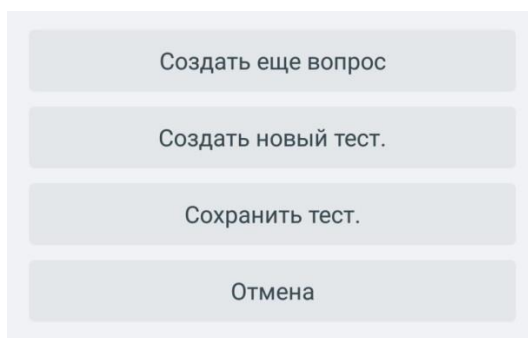 Создать еще вопрос
Создать новый тест.
Сохранить тест.
Отмена